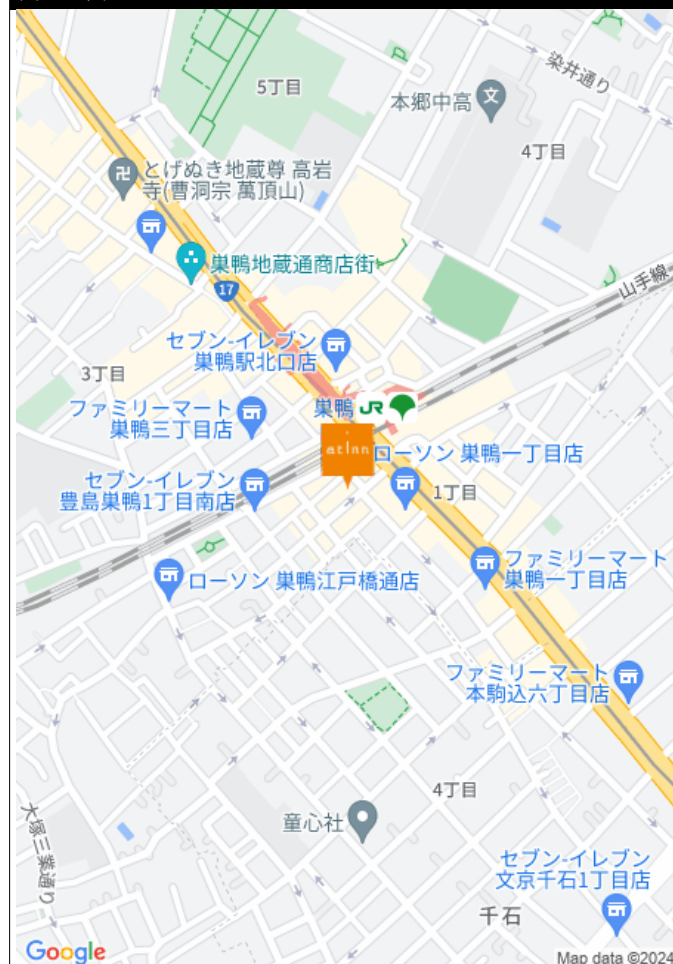 染井通り
5丁目
本郷中高
文
4丁目
とげぬき地蔵尊 高岩
寺(曹洞宗 萬頂山)
巣鴨地蔵通商店街
山手線
17
セブン-イレブン
巣鴨駅北口店
3丁目
ファミリーマート
巣鴨三丁目店
巣鴨
JR
atinn
ローソン 巣鴨一丁目店
セブン-イレブン
豊島巣鴨1丁目南店
1丁目
ファミリーマート
巣鴨一丁目店
ローソン 巣鴨江戸橋通店
ファミリーマート
本駒込六丁目店
4丁目
童心社
大塚三業通り
セブン-イレブン
文京千石1丁目店
千石
Google
Map data ©2024